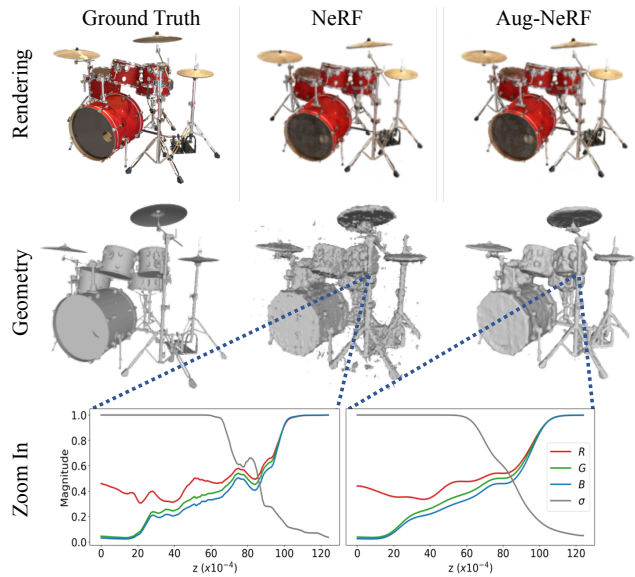 Ground Truth
NeRF
Aug-NeRF
Rendering
Geometry
Zoom In
Magnitude
1.0
0.8
0.6
0.4
0.2
0.0
0
20
40
60
80
100
120
z (x10⁻⁴)
0
20
40
60
80
100
120
z (x10⁻⁴)
R
G
B
σ